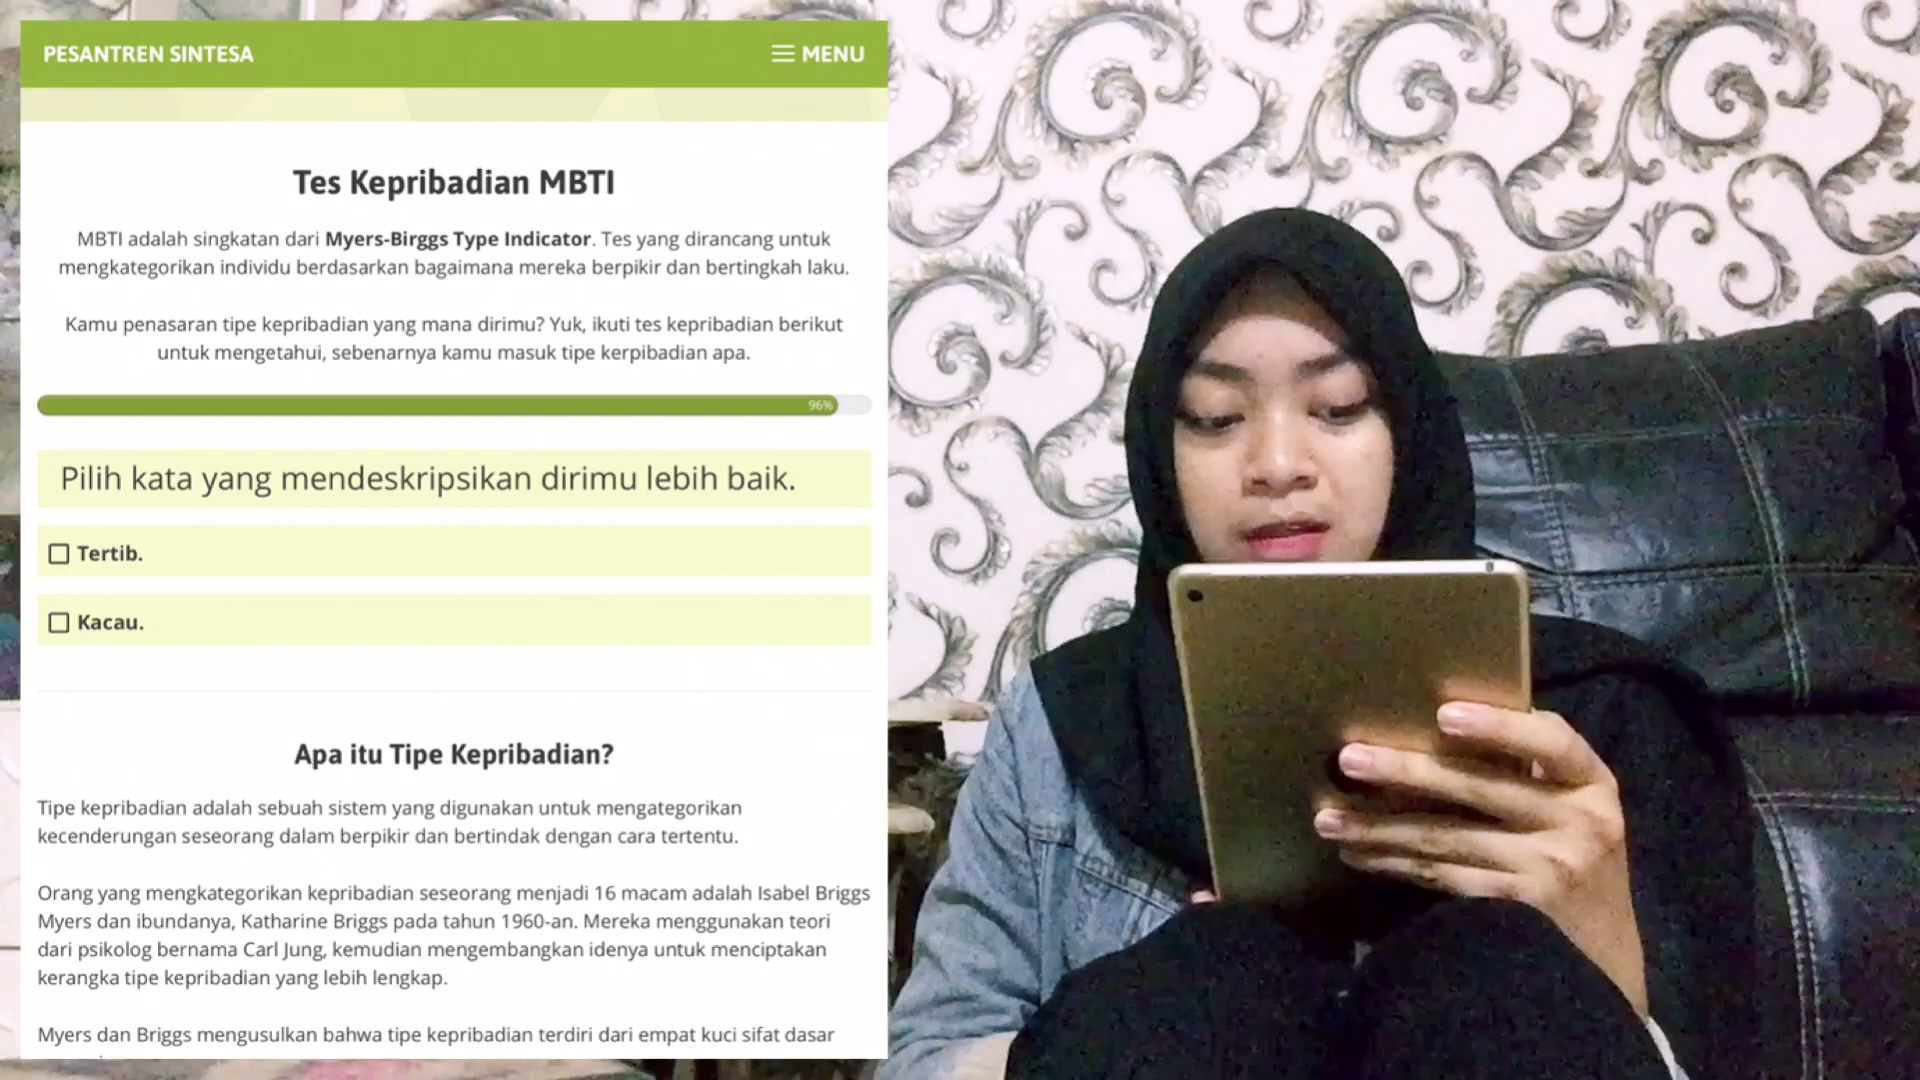 PESANTREN SINTESA
MENU
Tes Kepribadian MBTI
MBTI adalah singkatan dari Myers-Birggs Type Indicator. Tes yang dirancang untuk
mengkategorikan individu berdasarkan bagaimana mereka berpikir dan bertingkah laku.
Kamu penasaran tipe kepribadian yang mana dirimu? Yuk, ikuti tes kepribadian berikut
untuk mengetahui, sebenarnya kamu masuk tipe kerpibadian apa.
96%
Pilih kata yang mendeskripsikan dirimu lebih baik.
Tertib.
Kacau.
Apa itu Tipe Kepribadian?
Tipe kepribadian adalah sebuah sistem yang digunakan untuk mengategorikan
kecenderungan seseorang dalam berpikir dan bertindak dengan cara tertentu.
Orang yang mengkategorikan kepribadian seseorang menjadi 16 macam adalah Isabel Briggs
Myers dan ibundanya, Katharine Briggs pada tahun 1960-an. Mereka menggunakan teori
dari psikolog bernama Carl Jung, kemudian mengembangkan idenya untuk menciptakan
kerangka tipe kepribadian yang lebih lengkap.
Myers dan Briggs mengusulkan bahwa tipe kepribadian terdiri dari empat kuci sifat dasar